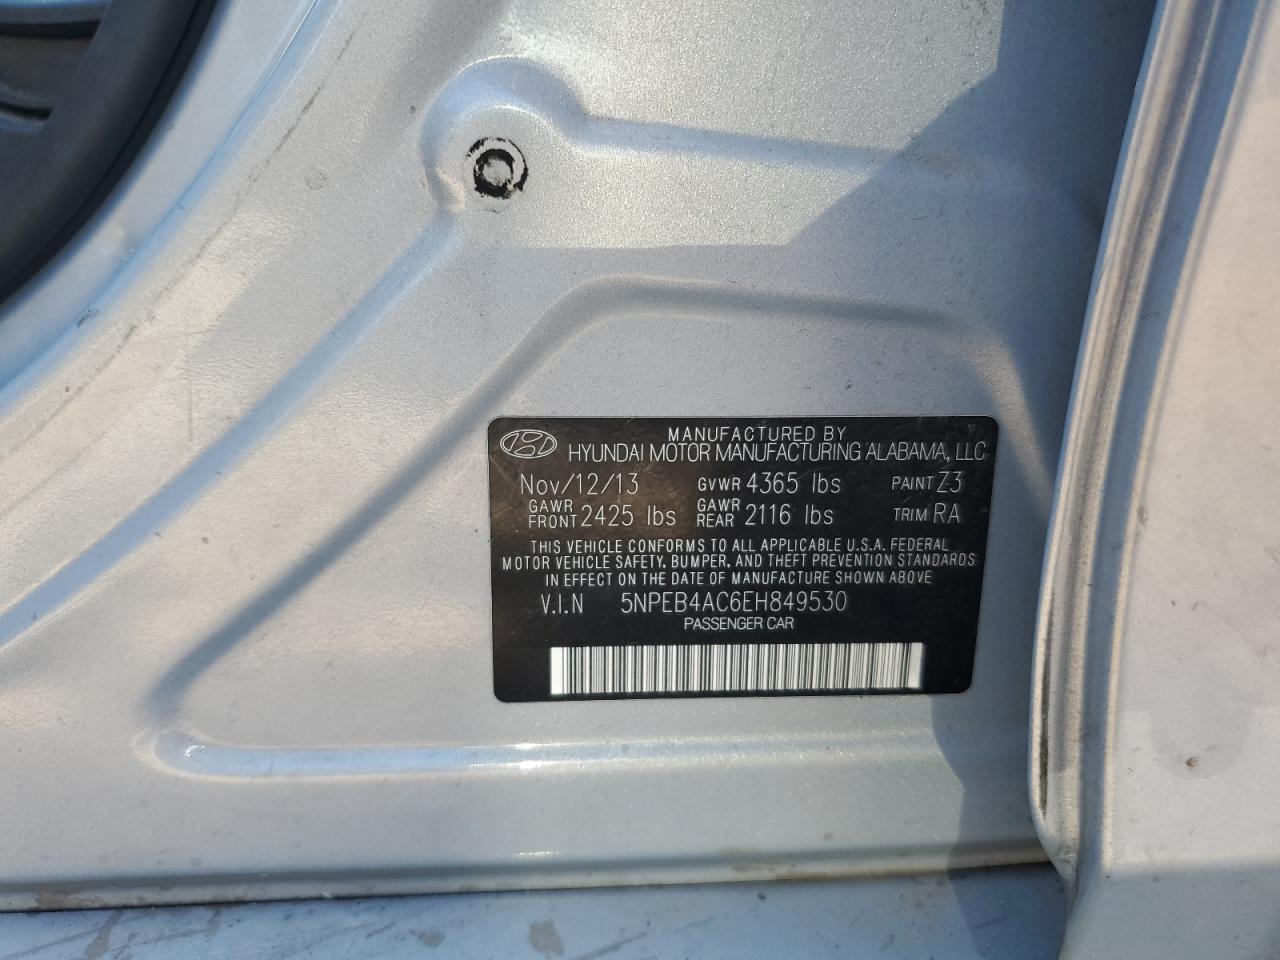 MANUFACTURED BY
HYUNDAI MOTOR MANUFACTURING ALABAMA, LLC
Nov/12/13 GVWR 4365 lbs PAINT Z3
GAWR FRONT 2425 lbs GAWR REAR 2116 lbs TRIM RA
THIS VEHICLE CONFORMS TO ALL APPLICABLE U.S.A. FEDERAL
MOTOR VEHICLE SAFETY, BUMPER, AND THEFT PREVENTION STANDARDS
IN EFFECT ON THE DATE OF MANUFACTURE SHOWN ABOVE
V.I.N 5NPEB4AC6EH849530
PASSENGER CAR